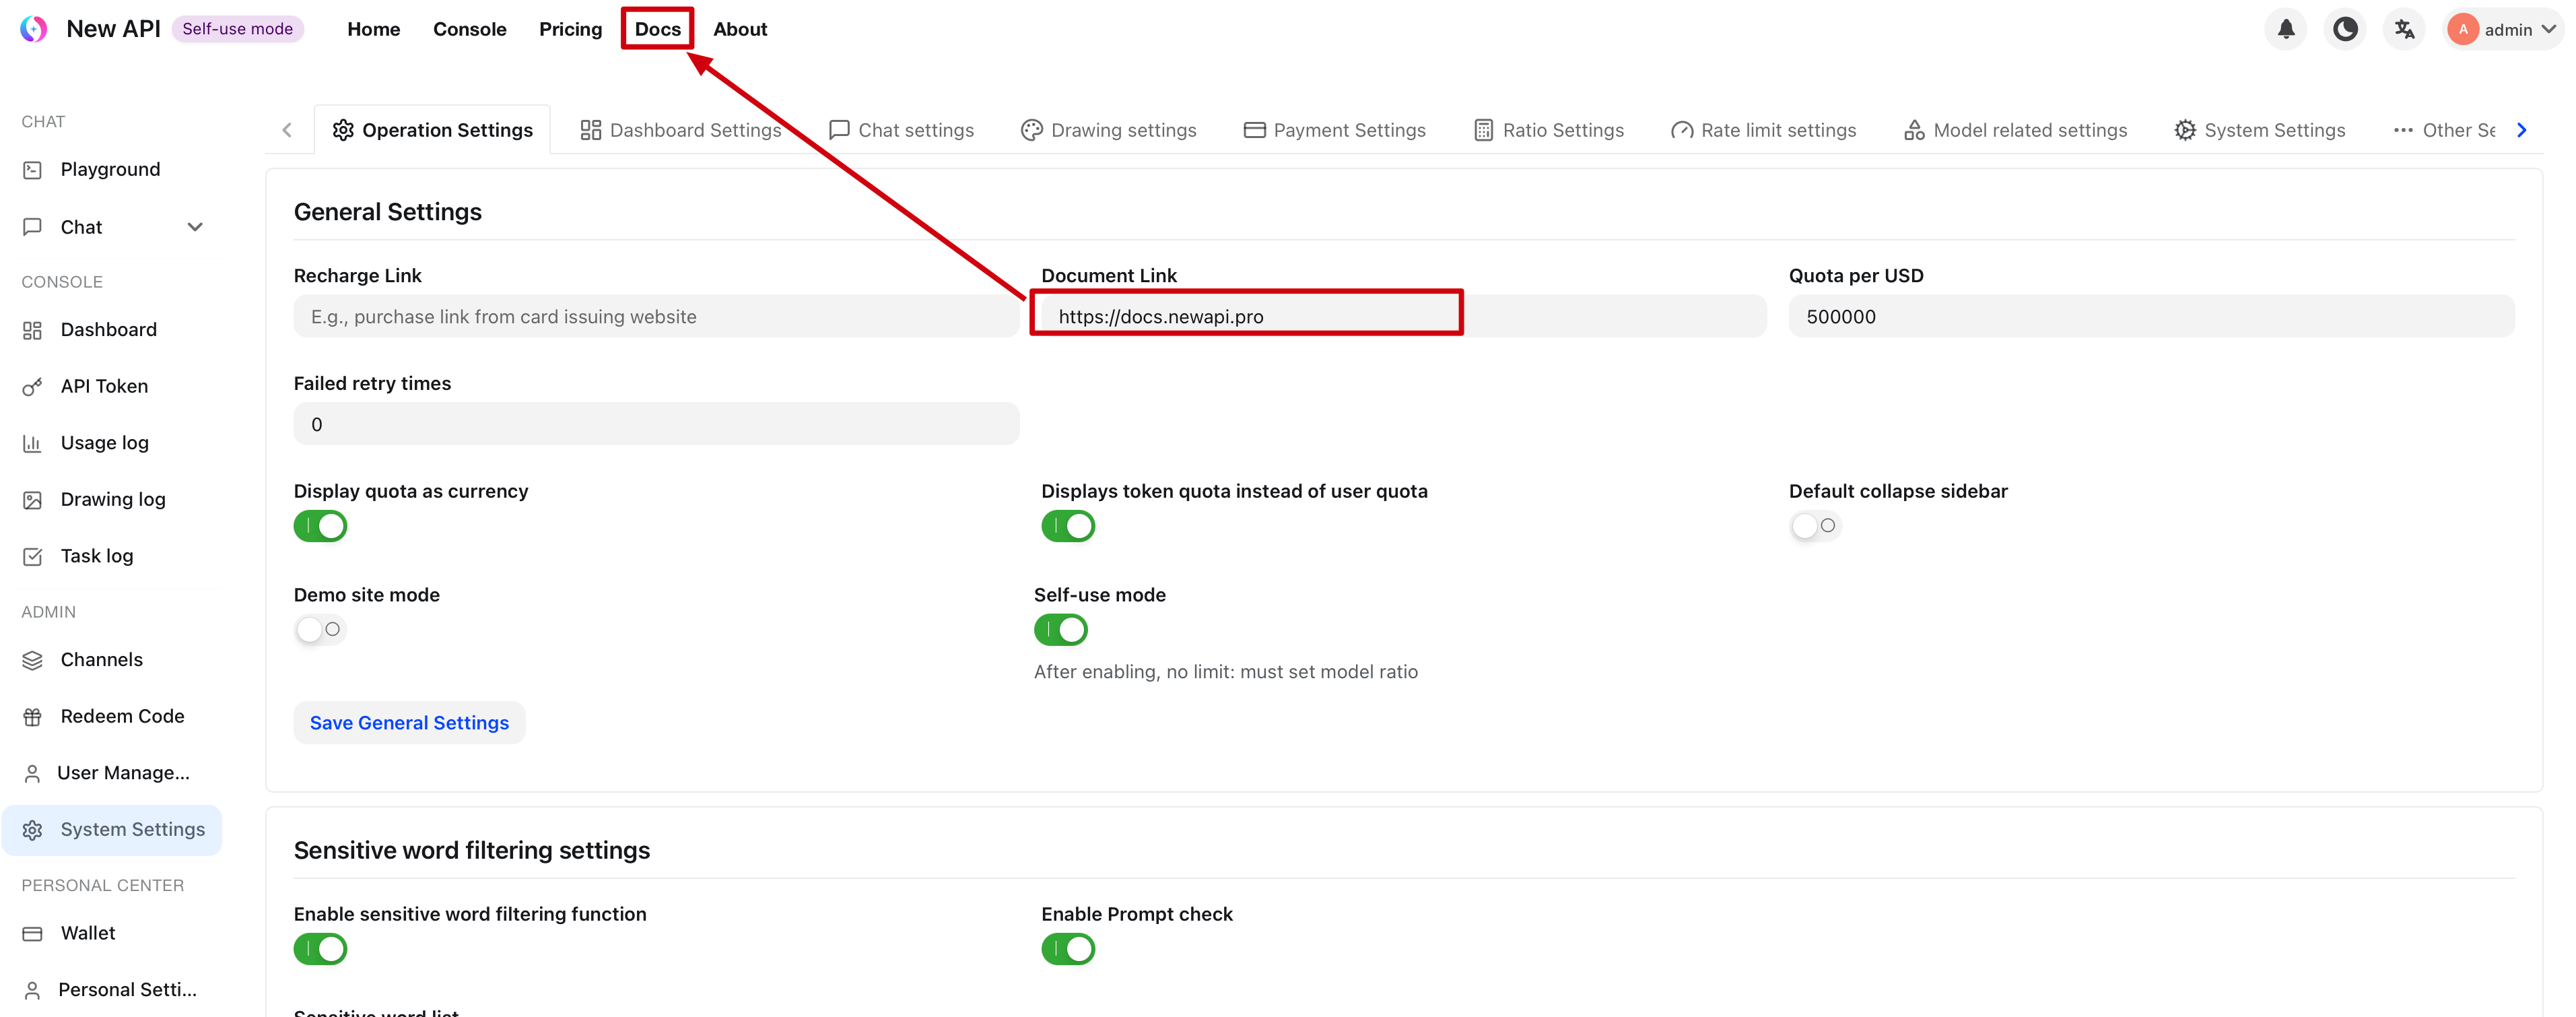 New API Self-use mode Home Console Pricing Docs About A admin
CHAT
Playground
Chat
CONSOLE
Dashboard
API Token
Usage log
Drawing log
Task log
ADMIN
Channels
Redeem Code
User Manage...
System Settings
PERSONAL CENTER
Wallet
Personal Setti...
Operation Settings Dashboard Settings Chat settings Drawing settings Payment Settings Ratio Settings Rate limit settings Model related settings System Settings Other Se
General Settings
Recharge Link Document Link Quota per USD
E.g., purchase link from card issuing website https://docs.newapi.pro 500000
Failed retry times
0
Display quota as currency Displays token quota instead of user quota Default collapse sidebar
Demo site mode Self-use mode
After enabling, no limit: must set model ratio
Save General Settings
Sensitive word filtering settings
Enable sensitive word filtering function Enable Prompt check
Sensitive word list